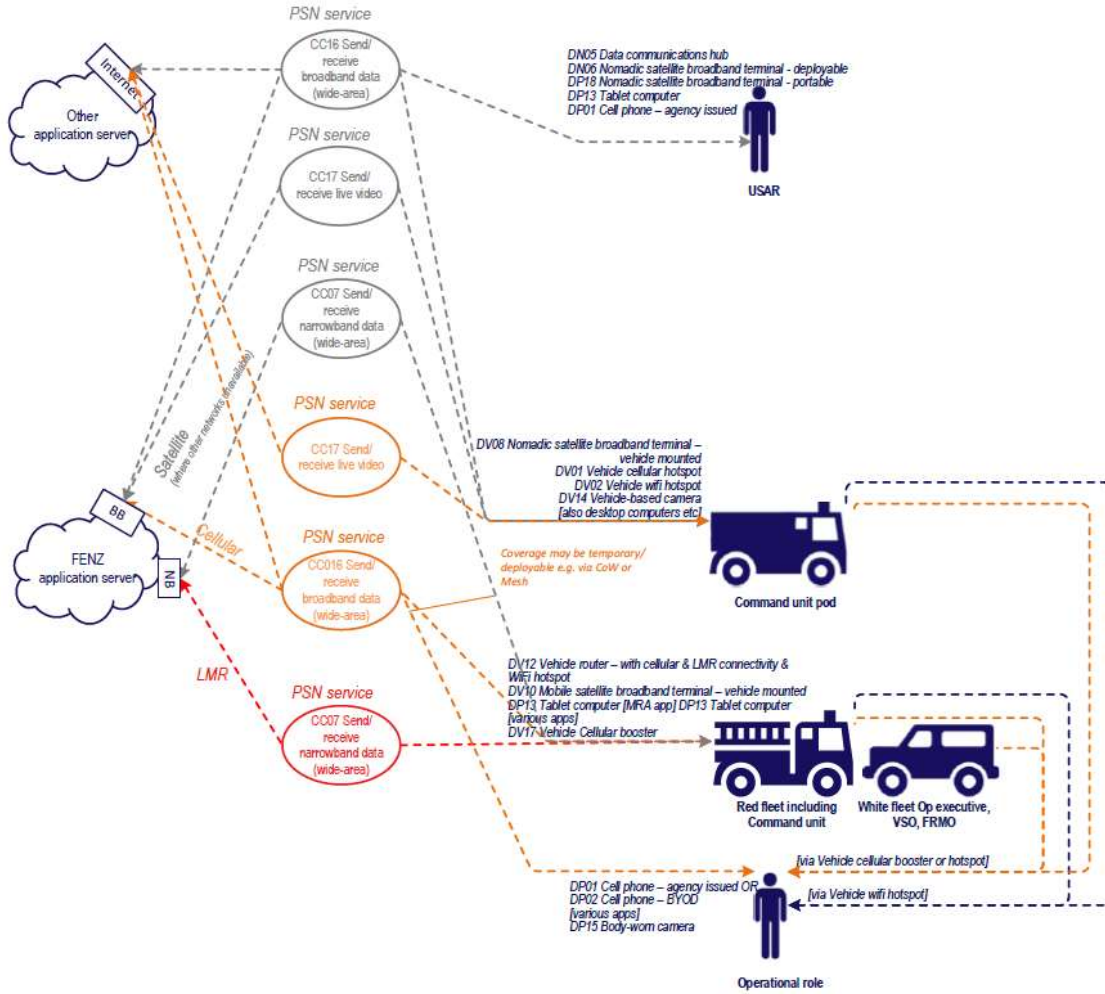 PSN service
CC16 Send/
receive
broadband data
(wide-area)
Internet
Other
application server
DN05 Data communications hub
DN06 Nomadic satellite broadband terminal - deployable
DP18 Nomadic satellite broadband terminal - portable
DP13 Tablet computer
DP01 Cell phone – agency issued
USAR
PSN service
CC17 Send/
receive live video
PSN service
CC07 Send/
receive
narrowband data
(wide-area)
Satellite
(where other networks unavailable)
PSN service
CC17 Send/
receive live video
DV08 Nomadic satellite broadband terminal –
vehicle mounted
DV01 Vehicle cellular hotspot
DV02 Vehicle wifi hotspot
DV14 Vehicle-based camera
[also desktop computers etc]
Command unit pod
BB
FENZ
application server
NB
Cellular
PSN service
CC016 Send/
receive
broadband data
(wide-area)
Coverage may be temporary/
deployable e.g. via CoW or
Mesh
LMR
PSN service
CC07 Send/
receive
narrowband data
(wide-area)
DV12 Vehicle router – with cellular & LMR connectivity &
WiFi hotspot
DV10 Mobile satellite broadband terminal – vehicle mounted
DP13 Tablet computer [MRA app] DP13 Tablet computer
[various apps]
DV17 Vehicle Cellular booster
Red fleet including
Command unit
White fleet Op executive,
VSO, FRMO
[via Vehicle cellular booster or hotspot]
[via Vehicle wifi hotspot]
DP01 Cell phone – agency issued OR
DP02 Cell phone – BYOD
[various apps]
DP15 Body-worn camera
Operational role